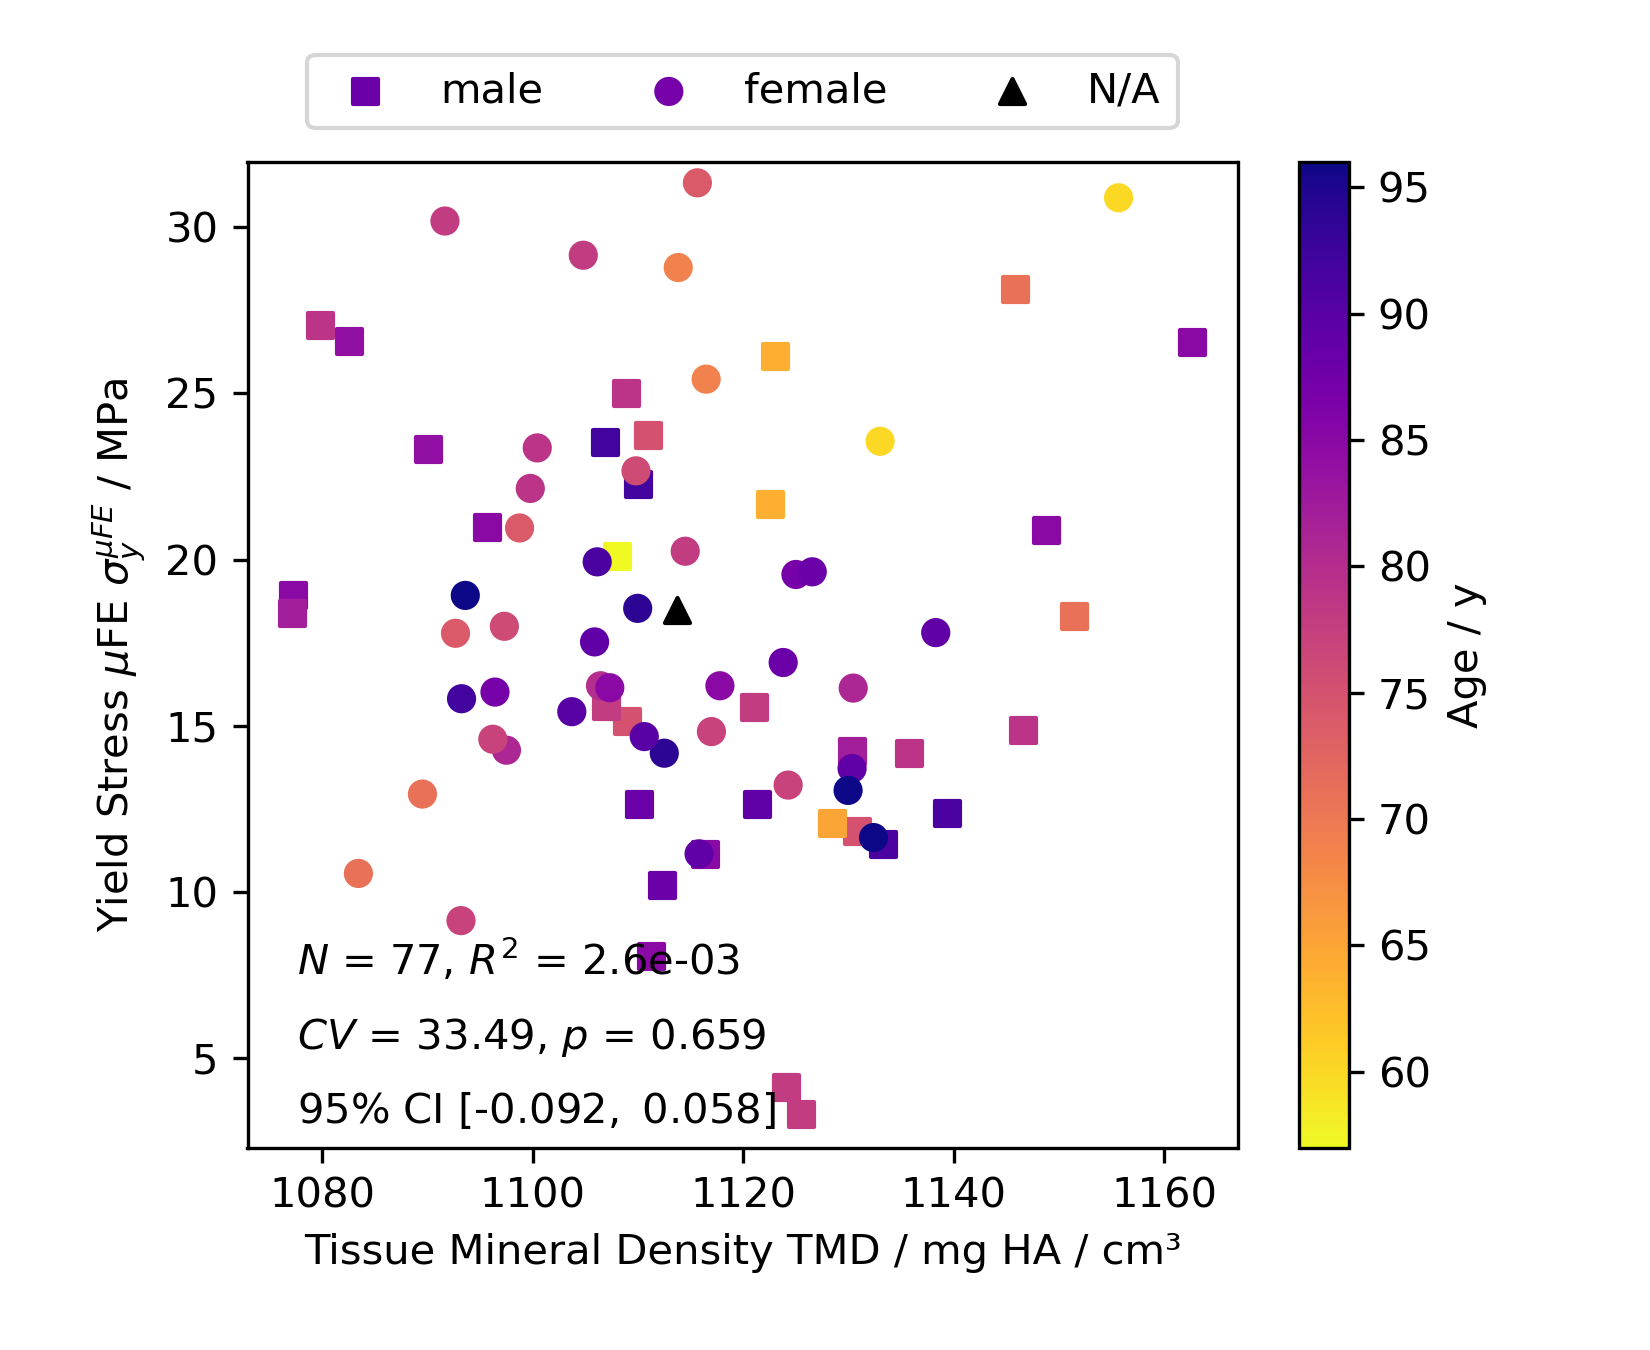 male female N/A
30
25
20
15
10
5
Yield Stress μFE σ_y^μFE / MPa
N = 77, R² = 2.6e-03
CV = 33.49, p = 0.659
95% CI [-0.092, 0.058]
1080 1100 1120 1140 1160
Tissue Mineral Density TMD / mg HA / cm³
95
90
85
80
75
70
65
60
Age / y